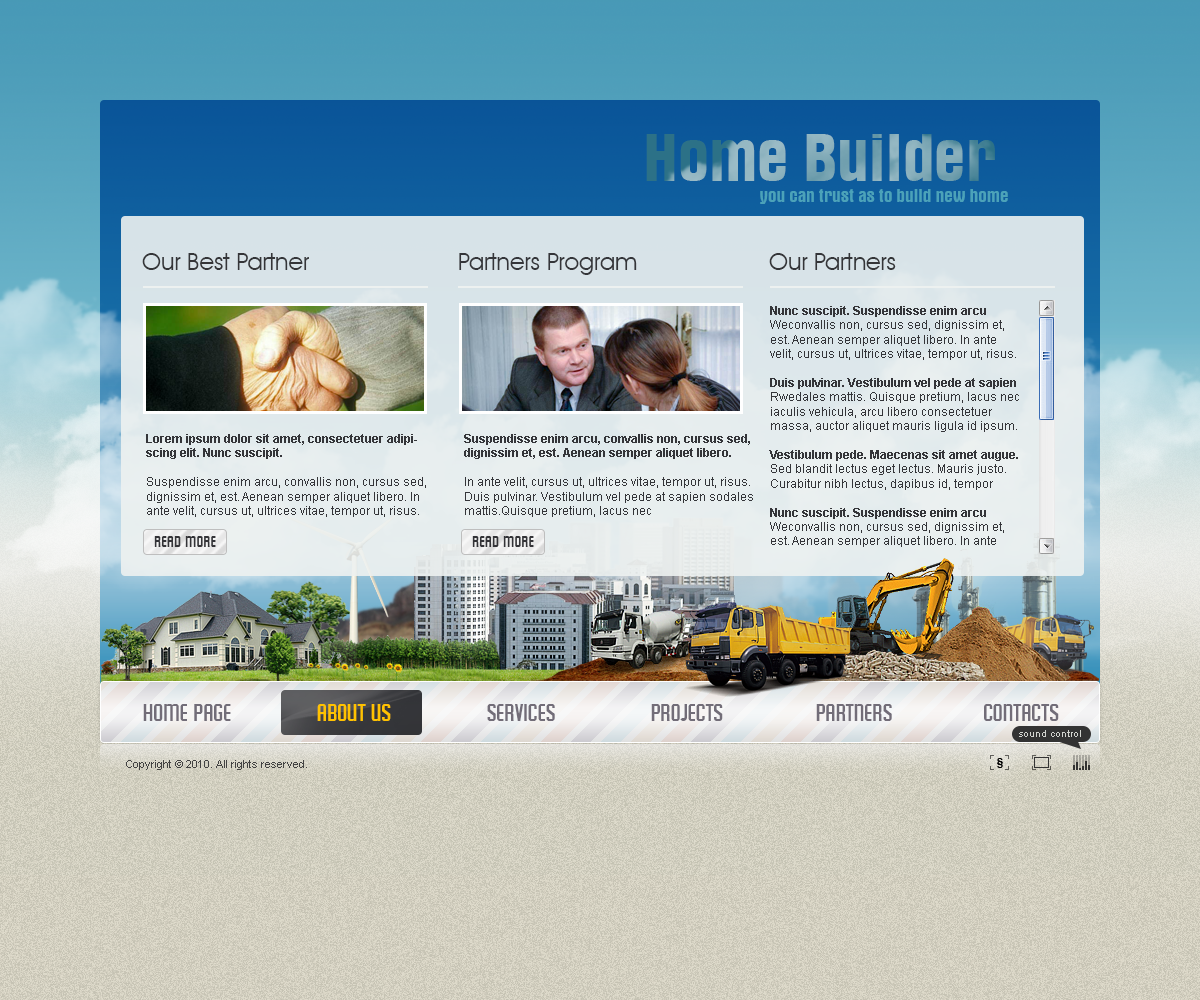 Home Builder
you can trust as to bulid new home
Our Best Partner
Lorem ipsum dolor sit amet, consectetuer adipi-
scing elit. Nunc suscipit.
Suspendisse enim arcu, convallis non, cursus sed,
dignissim et, est. Aenean semper aliquet libero. In
ante velit, cursus ut, ultrices vitae, tempor ut, risus.
READ MORE
Partners Program
Suspendisse enim arcu, convallis non, cursus sed,
dignissim et, est. Aenean semper aliquet libero.
In ante velit, cursus ut, ultrices vitae, tempor ut, risus.
Duis pulvinar. Vestibulum vel pede at sapien sodales
mattis.Quisque pretium, lacus nec
READ MORE
Our Partners
Nunc suscipit. Suspendisse enim arcu
Weconvallis non, cursus sed, dignissim et,
est. Aenean semper aliquet libero. In ante
velit, cursus ut, ultrices vitae, tempor ut, risus.
Duis pulvinar. Vestibulum vel pede at sapien
Rwedales mattis. Quisque pretium, lacus nec
iaculis vehicula, arcu libero consectetuer
massa, auctor aliquet mauris ligula id ipsum.
Vestibulum pede. Maecenas sit amet augue.
Sed blandit lectus eget lectus. Mauris justo.
Curabitur nibh lectus, dapibus id, tempor
Nunc suscipit. Suspendisse enim arcu
Weconvallis non, cursus sed, dignissim et,
est. Aenean semper aliquet libero. In ante
HOME PAGE
ABOUT US
SERVICES
PROJECTS
PARTNERS
CONTACTS
sound control
Copyright © 2010. All rights reserved.
§